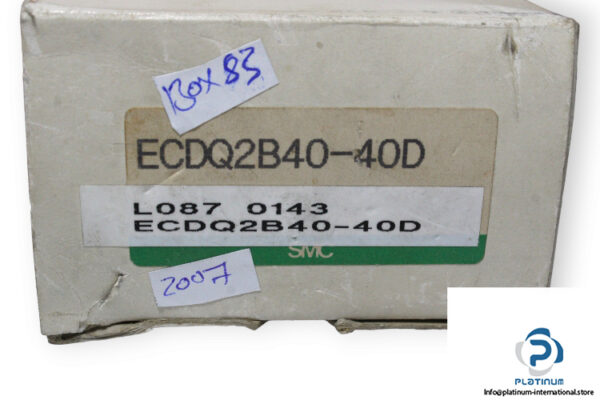 Box 83
ECDQ2B40-40D
L087 0143
ECDQ2B40-40D
SMC
2007
PLATINUM
Info@platinum-international.store